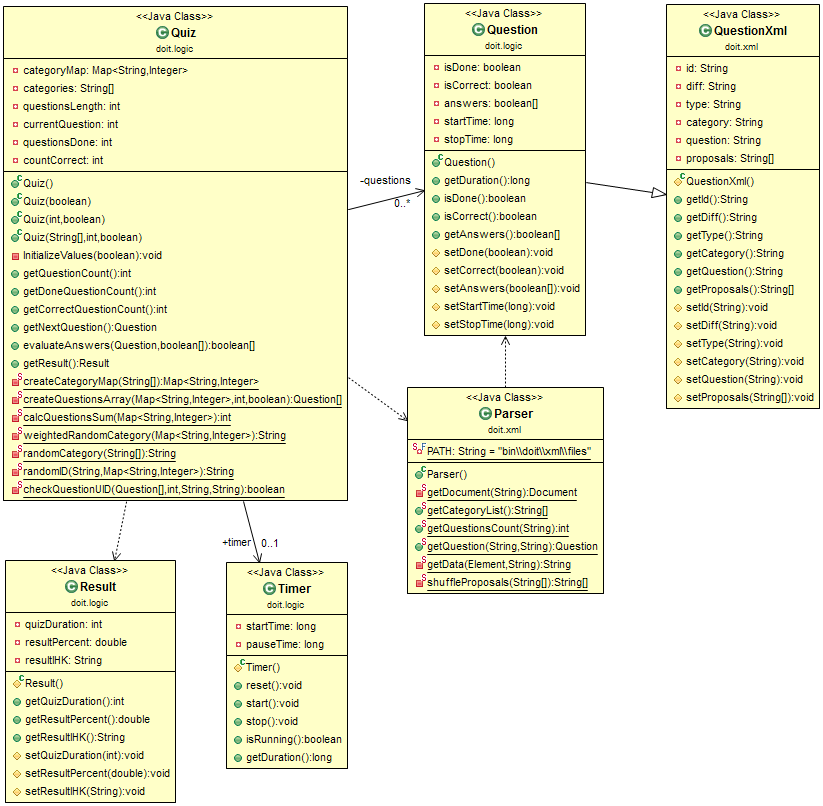 <<Java Class>>
Quiz
doit.logic
categoryMap: Map<String,Integer>
categories: String[]
questionsLength: int
currentQuestion: int
questionsDone: int
countCorrect: int
Quiz()
Quiz(boolean)
Quiz(int,boolean)
Quiz(String[],int,boolean)
InitializeValues(boolean):void
getQuestionCount():int
getDoneQuestionCount():int
getCorrectQuestionCount():int
getNextQuestion():Question
evaluateAnswers(Question,boolean[]):boolean[]
getResult():Result
createCategoryMap(String[]):Map<String,Integer>
createQuestionsArray(Map<String,Integer>,int,boolean):Question[]
calcQuestionsSum(Map<String,Integer>):int
weightedRandomCategory(Map<String,Integer>):String
randomCategory(String[]):String
randomID(String,Map<String,Integer>):String
checkQuestionUID(Question[],int,String,String):boolean
-questions
0..*
<<Java Class>>
Question
doit.logic
isDone: boolean
isCorrect: boolean
answers: boolean[]
startTime: long
stopTime: long
Question()
getDuration():long
isDone():boolean
isCorrect():boolean
getAnswers():boolean[]
setDone(boolean):void
setCorrect(boolean):void
setAnswers(boolean[]):void
setStartTime(long):void
setStopTime(long):void
<<Java Class>>
QuestionXml
doit.xml
id: String
diff: String
type: String
category: String
question: String
proposals: String[]
QuestionXml()
getId():String
getDiff():String
getType():String
getCategory():String
getQuestion():String
getProposals():String[]
setId(String):void
setDiff(String):void
setType(String):void
setCategory(String):void
setQuestion(String):void
setProposals(String[]):void
<<Java Class>>
Parser
doit.xml
PATH: String = "bin\\doit\\xml\\files"
Parser()
getDocument(String):Document
getCategoryList():String[]
getQuestionsCount(String):int
getQuestion(String,String):Question
getData(Element,String):String
shuffleProposals(String[]):String[]
+timer
0..1
<<Java Class>>
Result
doit.logic
quizDuration: int
resultPercent: double
resultIHK: String
Result()
getQuizDuration():int
getResultPercent():double
getResultIHK():String
setQuizDuration(int):void
setResultPercent(double):void
setResultIHK(String):void
<<Java Class>>
Timer
doit.logic
startTime: long
pauseTime: long
Timer()
reset():void
start():void
stop():void
isRunning():boolean
getDuration():long